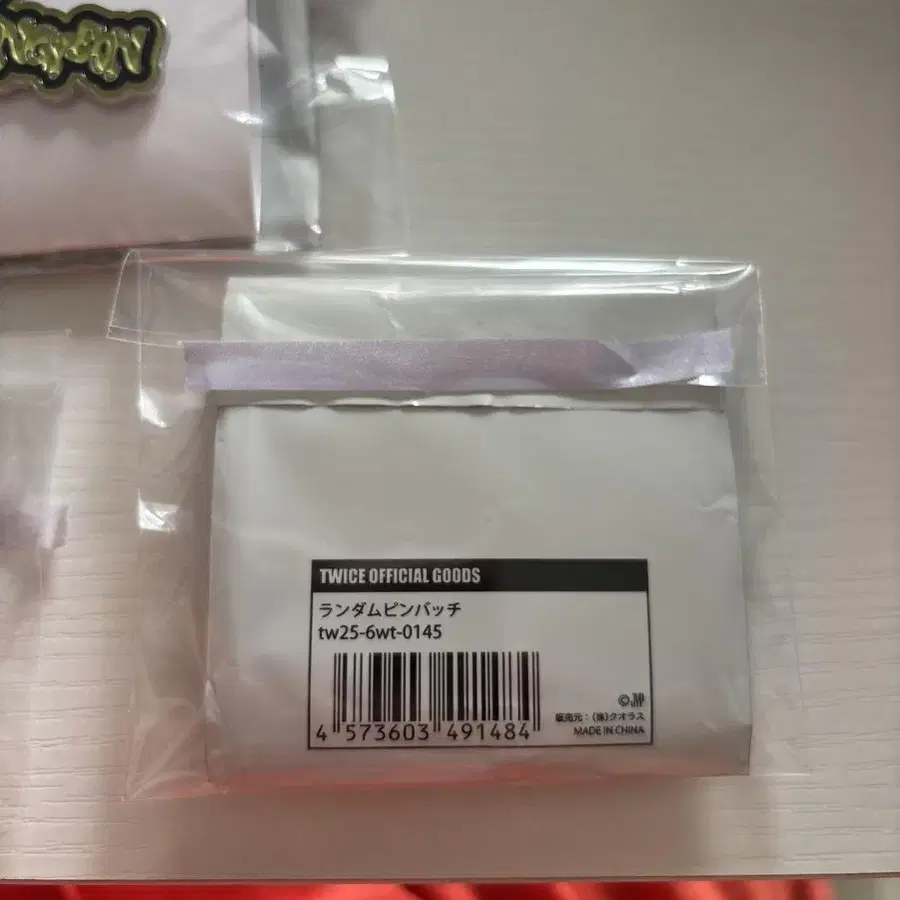 TWICE OFFICIAL GOODS
ランダムピンバッチ
tw25-6wt-0145
4 573603 491484
©JYP
販売元：(株)クオラス
MADE IN CHINA